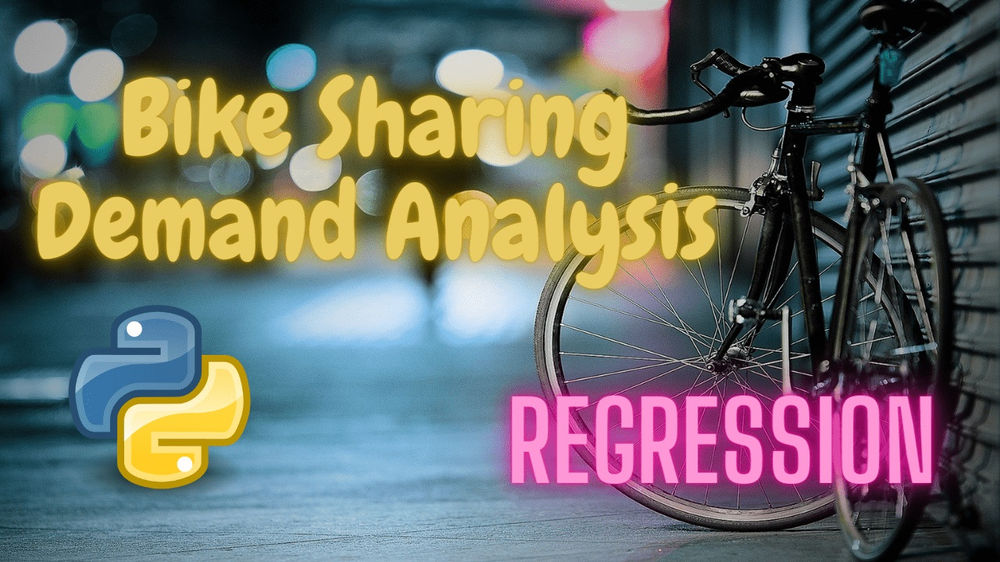 Bike Sharing
Demand Analysis
REGRESSION